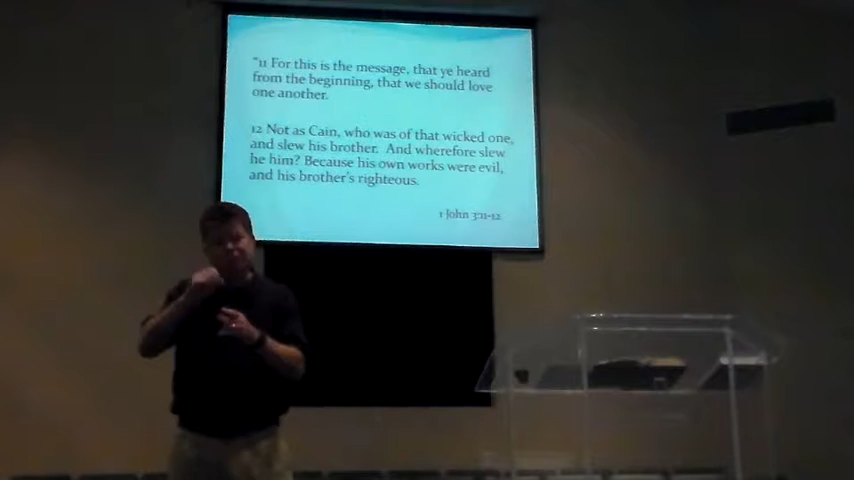 "11 For this is the message, that ye heard
from the beginning, that we should love
one another.
12 Not as Cain, who was of that wicked one,
and slew his brother. And wherefore slew
he him? Because his own works were evil,
and his brother's righteous.
1 John 3:11-12